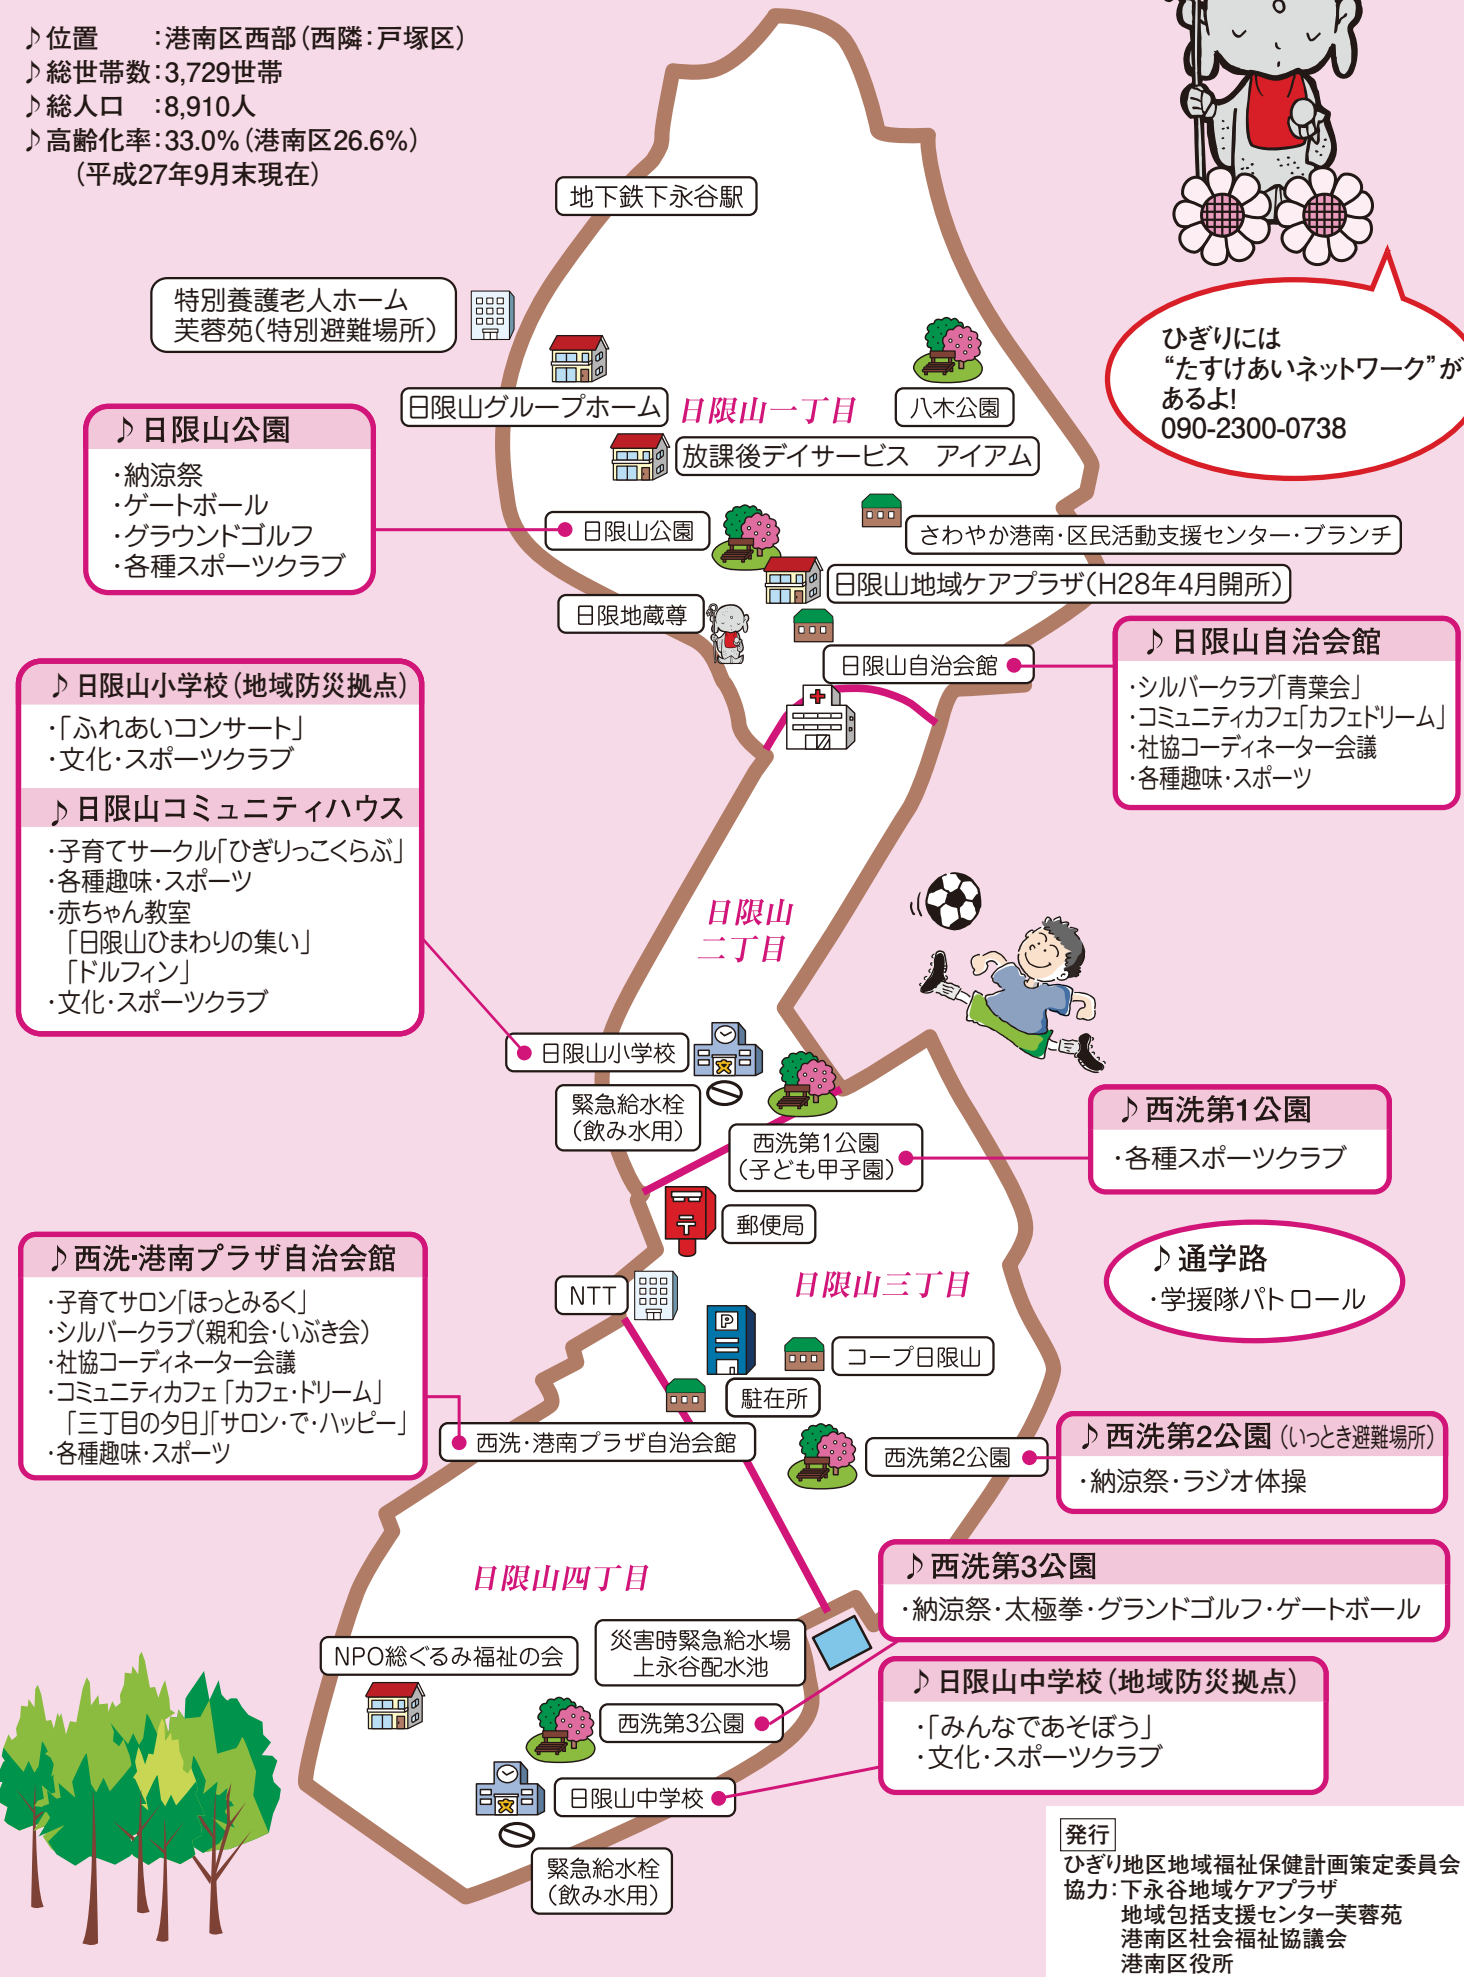 ♪位置　　:港南区西部(西隣:戸塚区)
♪総世帯数:3,729世帯
♪総人口　:8,910人
♪高齢化率:33.0%(港南区26.6%)
(平成27年9月末現在)
地下鉄下永谷駅
特別養護老人ホーム
芙蓉苑(特別避難場所)
ひぎりには
“たすけあいネットワーク”が
あるよ!
090-2300-0738
日限山グループホーム
日限山一丁目
八木公園
放課後デイサービス　アイアム
♪日限山公園
・納涼祭
・ゲートボール
・グラウンドゴルフ
・各種スポーツクラブ
日限山公園
さわやか港南・区民活動支援センター・ブランチ
日限山地域ケアプラザ(H28年4月開所)
日限地蔵尊
日限山自治会館
♪日限山自治会館
・シルバークラブ「青葉会」
・コミュニティカフェ「カフェドリーム」
・社協コーディネーター会議
・各種趣味・スポーツ
♪日限山小学校(地域防災拠点)
・「ふれあいコンサート」
・文化・スポーツクラブ
♪日限山コミュニティハウス
・子育てサークル「ひぎりっこくらぶ」
・各種趣味・スポーツ
・赤ちゃん教室
「日限山ひまわりの集い」
「ドルフィン」
・文化・スポーツクラブ
日限山
二丁目
日限山小学校
文
緊急給水栓
(飲み水用)
西洗第1公園
(子ども甲子園)
♪西洗第1公園
・各種スポーツクラブ
〒
郵便局
♪通学路
・学援隊パトロール
♪西洗・港南プラザ自治会館
・子育てサロン「ほっとみるく」
・シルバークラブ(親和会・いぶき会)
・社協コーディネーター会議
・コミュニティカフェ「カフェ・ドリーム」
「三丁目の夕日」「サロン・で・ハッピー」
・各種趣味・スポーツ
NTT
日限山三丁目
P
コープ日限山
駐在所
西洗・港南プラザ自治会館
西洗第2公園
♪西洗第2公園(いっとき避難場所)
・納涼祭・ラジオ体操
日限山四丁目
♪西洗第3公園
・納涼祭・太極拳・グランドゴルフ・ゲートボール
NPO総ぐるみ福祉の会
災害時緊急給水場
上永谷配水池
西洗第3公園
♪日限山中学校(地域防災拠点)
・「みんなであそぼう」
・文化・スポーツクラブ
文
日限山中学校
緊急給水栓
(飲み水用)
発行
ひぎり地区地域福祉保健計画策定委員会
協力:下永谷地域ケアプラザ
地域包括支援センター芙蓉苑
港南区社会福祉協議会
港南区役所